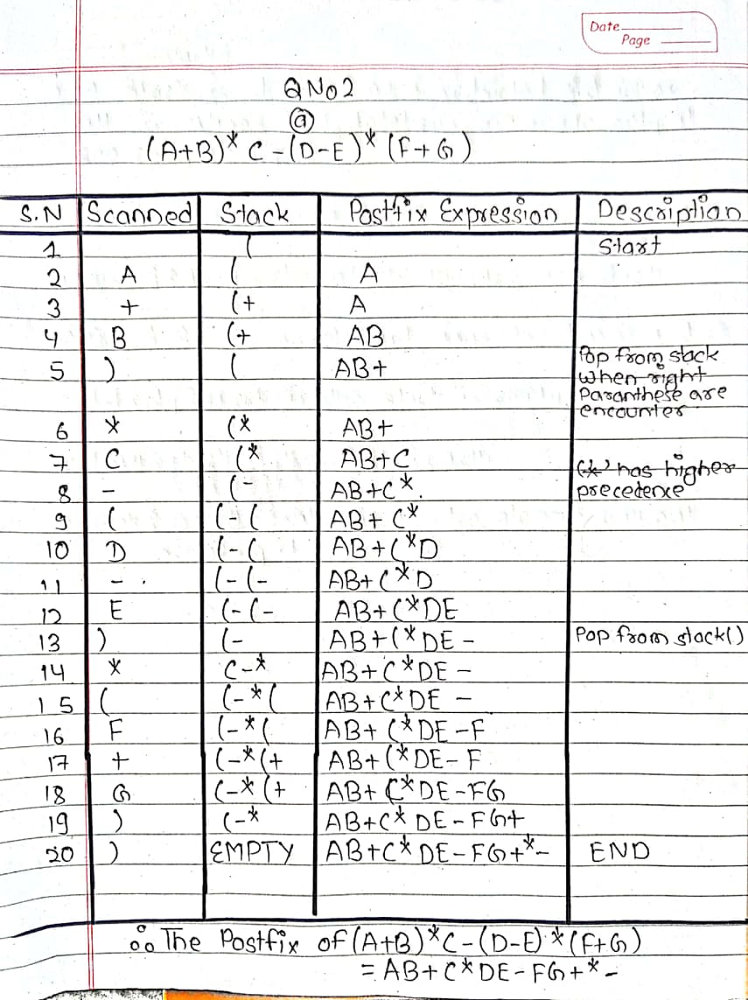 Date
Page
Q No 2
(a)
(A+B)* C - (D-E)* (F+G)
S.N Scanned Stack Postfix Expression Description
1 ( Start
2 A ( A
3 + (+ A
4 B (+ AB
5 ) ( AB+ Pop from stack when right Paranthese are encounter
6 * (* AB+
7 C (* AB+C
8 - (- AB+C*. (*) has higher precedence
9 ( (-( AB+C*
10 D (-( AB+C*D
11 - (-(- AB+C*D
12 E (-(- AB+C*DE
13 ) (- AB+C*DE- Pop from stack()
14 * (-* AB+C*DE-
15 ( (-*( AB+C*DE-
16 F (-*( AB+C*DE-F
17 + (-*(+ AB+C*DE-F
18 G (-*(+ AB+C*DE-FG
19 ) (-* AB+C*DE-FG+
20 ) EMPTY AB+C*DE-FG+*- END
∴ The Postfix of (A+B)*C-(D-E)*(F+G)
= AB+C*DE-FG+*-